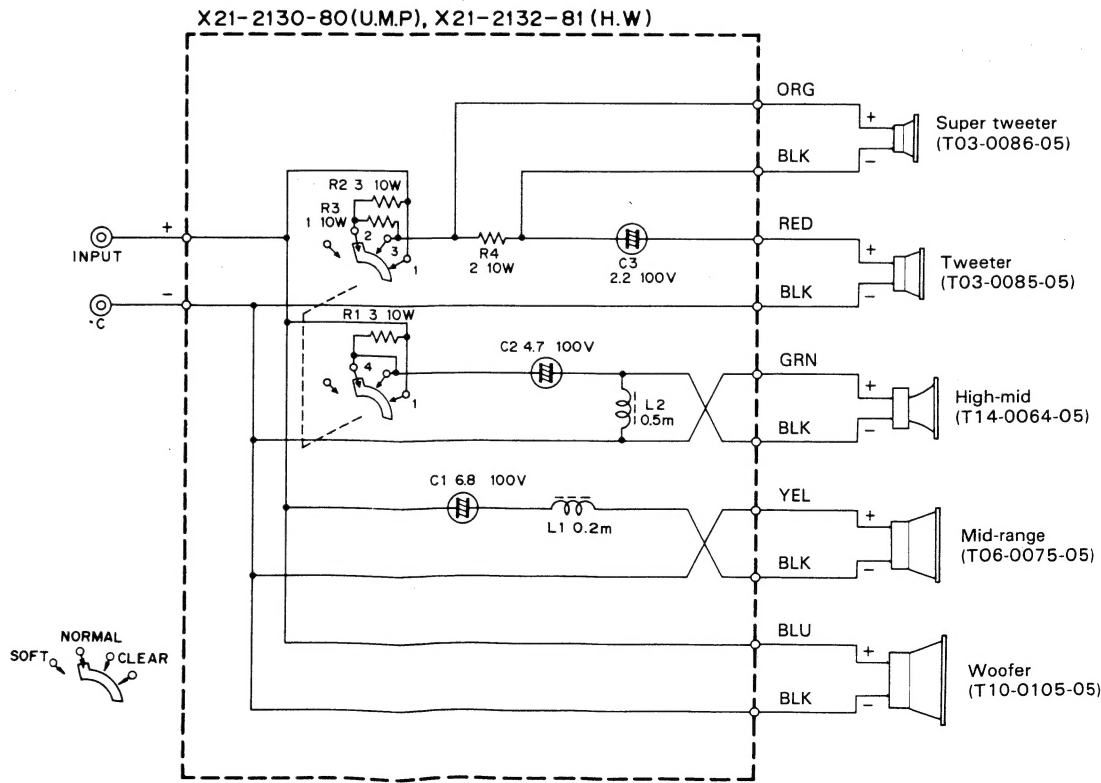 X21-2130-80(U.M.P), X21-2132-81(H.W)
ORG
+
Super tweeter
(T03-0086-05)
BLK
−
R2 3 10W
R3
1 10W
+
INPUT
2
3
1
R4
2 10W
C3
2.2 100V
RED
+
Tweeter
(T03-0085-05)
BLK
−
−
C
R1 3 10W
4
1
C2 4.7 100V
L2
0.5m
GRN
+
High-mid
(T14-0064-05)
BLK
−
C1 6.8 100V
L1 0.2m
YEL
+
Mid-range
(T06-0075-05)
BLK
−
SOFT
NORMAL
CLEAR
BLU
+
Woofer
(T10-0105-05)
BLK
−